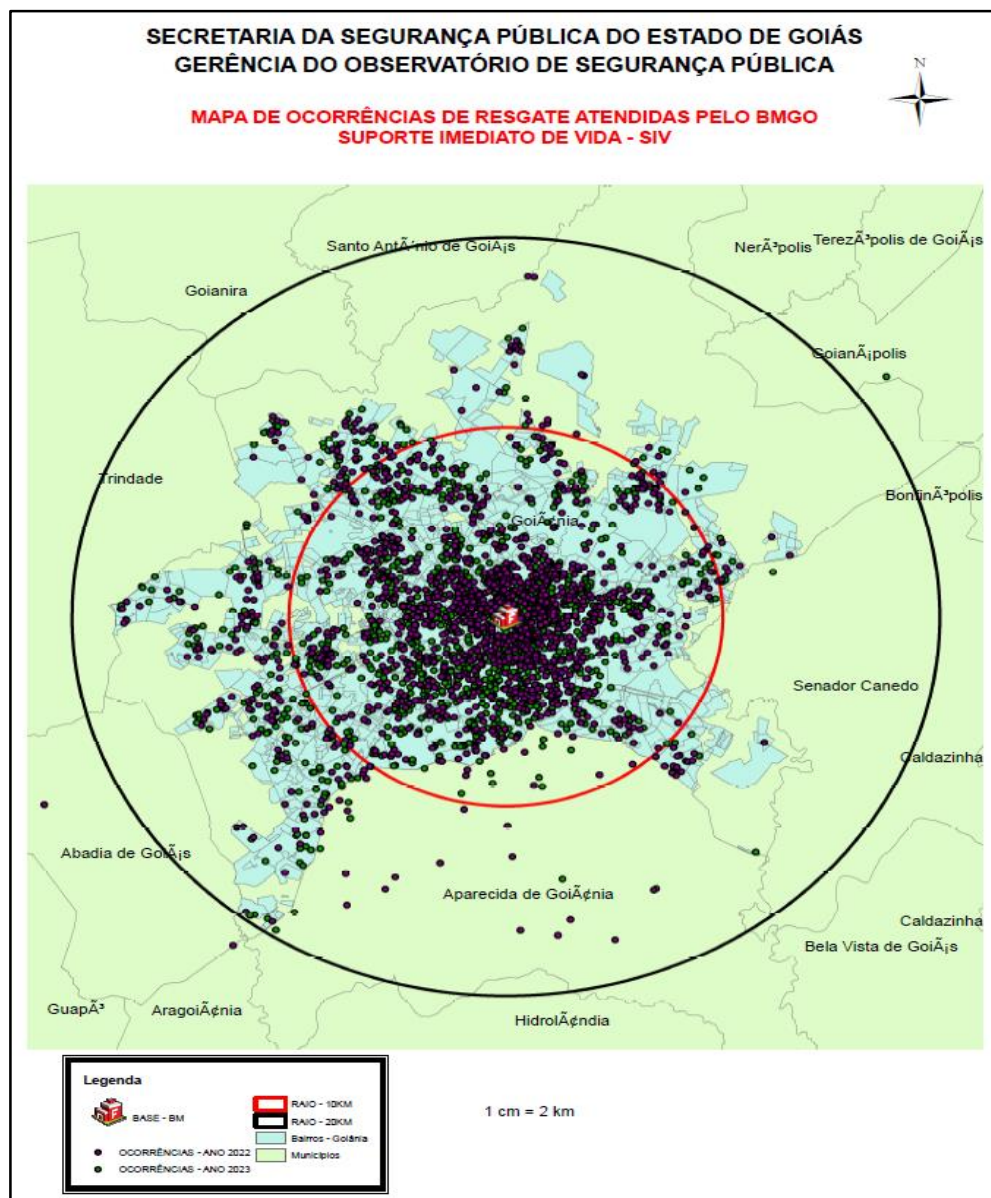 SECRETARIA DA SEGURANÇA PÚBLICA DO ESTADO DE GOIÁS
GERÊNCIA DO OBSERVATÓRIO DE SEGURANÇA PÚBLICA
N
MAPA DE OCORRÊNCIAS DE RESGATE ATENDIDAS PELO BMGO
SUPORTE IMEDIATO DE VIDA - SIV
Santo AntÃ´nio de GoiÃ¡s
NerÃ³polis
TerezÃ³polis de GoiÃ¡s
Goianira
GoianÃ¡polis
Trindade
BonfinÃ³polis
GoiÃ¢nia
Senador Canedo
Caldazinha
Abadia de GoiÃ¡s
Aparecida de GoiÃ¢nia
Caldazinha
Bela Vista de GoiÃ¡s
GuapÃ³
AragoiÃ¢nia
HidrolÃ¢ndia
Legenda
BASE - BM
OCORRÊNCIAS - ANO 2022
OCORRÊNCIAS - ANO 2023
RAIO - 10KM
RAIO - 20KM
Bairros - Goiânia
Municípios
1 cm = 2 km